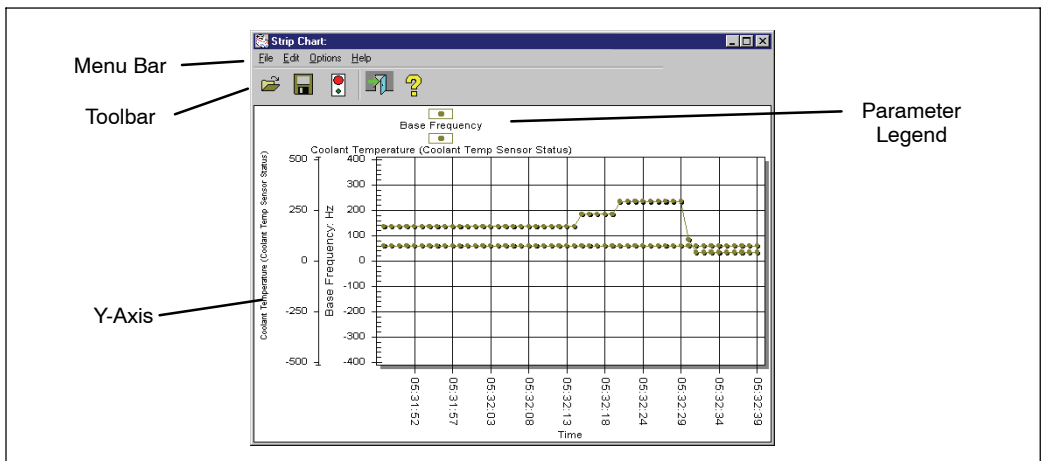 Strip Chart:
File Edit Options Help
Menu Bar
Toolbar
Parameter
Legend
Y-Axis
Base Frequency
Coolant Temperature (Coolant Temp Sensor Status)
Coolant Temperature (Coolant Temp Sensor Status)
500
250
0
-250
-500
Base Frequency: Hz
400
300
200
100
0
-100
-200
-300
-400
05:31:52
05:31:57
05:32:03
05:32:08
05:32:13
05:32:18
05:32:24
05:32:29
05:32:34
05:32:39
Time